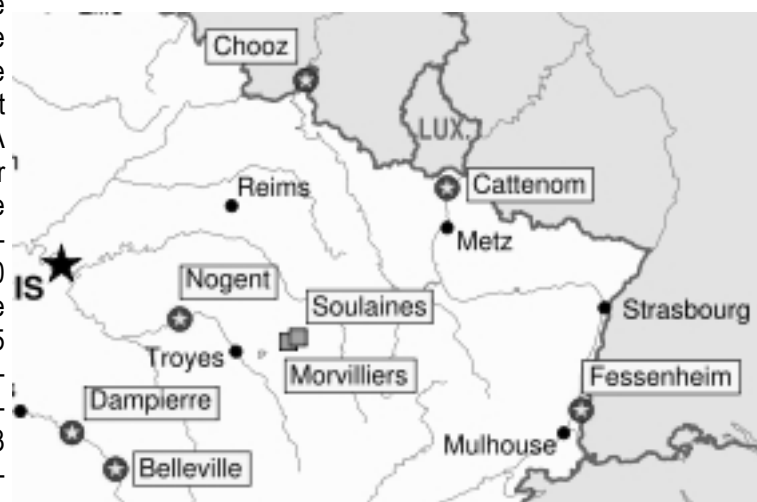 Chooz
LUX.
Reims
Cattenom
Metz
IS
Nogent
Soulaines
Strasbourg
Troyes
Morvilliers
Fessenheim
Dampierre
Mulhouse
Belleville